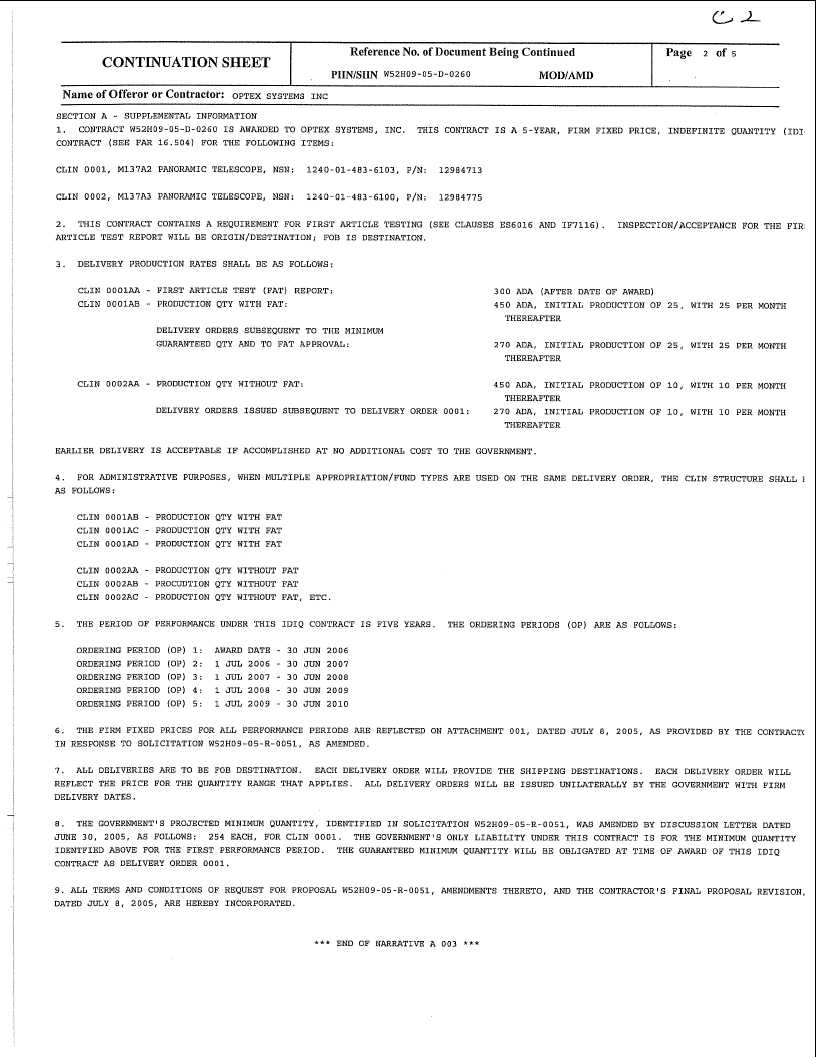 C 2
CONTINUATION SHEET
Reference No. of Document Being Continued
PIIN/SIIN W52H09-05-D-0260 MOD/AMD
Page 2 of 5
Name of Offeror or Contractor: OPTEX SYSTEMS INC
SECTION A - SUPPLEMENTAL INFORMATION
1. CONTRACT W52H09-05-D-0260 IS AWARDED TO OPTEX SYSTEMS, INC. THIS CONTRACT IS A 5-YEAR, FIRM FIXED PRICE, INDEFINITE QUANTITY (IDI
CONTRACT (SEE FAR 16.504) FOR THE FOLLOWING ITEMS:
CLIN 0001, M137A2 PANORAMIC TELESCOPE, NSN: 1240-01-483-6103, P/N: 12984713
CLIN 0002, M137A3 PANORAMIC TELESCOPE, NSN: 1240-01-483-6100, P/N: 12984775
2. THIS CONTRACT CONTAINS A REQUIREMENT FOR FIRST ARTICLE TESTING (SEE CLAUSES ES6016 AND IF7116). INSPECTION/ACCEPTANCE FOR THE FIR
ARTICLE TEST REPORT WILL BE ORIGIN/DESTINATION; FOB IS DESTINATION.
3. DELIVERY PRODUCTION RATES SHALL BE AS FOLLOWS:
CLIN 0001AA - FIRST ARTICLE TEST (FAT) REPORT: 300 ADA (AFTER DATE OF AWARD)
CLIN 0001AB - PRODUCTION QTY WITH FAT: 450 ADA, INITIAL PRODUCTION OF 25, WITH 25 PER MONTH
THEREAFTER
DELIVERY ORDERS SUBSEQUENT TO THE MINIMUM
GUARANTEED QTY AND TO FAT APPROVAL: 270 ADA, INITIAL PRODUCTION OF 25, WITH 25 PER MONTH
THEREAFTER
CLIN 0002AA - PRODUCTION QTY WITHOUT FAT: 450 ADA, INITIAL PRODUCTION OF 10, WITH 10 PER MONTH
THEREAFTER
DELIVERY ORDERS ISSUED SUBSEQUENT TO DELIVERY ORDER 0001: 270 ADA, INITIAL PRODUCTION OF 10, WITH 10 PER MONTH
THEREAFTER
EARLIER DELIVERY IS ACCEPTABLE IF ACCOMPLISHED AT NO ADDITIONAL COST TO THE GOVERNMENT.
4. FOR ADMINISTRATIVE PURPOSES, WHEN MULTIPLE APPROPRIATION/FUND TYPES ARE USED ON THE SAME DELIVERY ORDER, THE CLIN STRUCTURE SHALL
AS FOLLOWS:
CLIN 0001AB - PRODUCTION QTY WITH FAT
CLIN 0001AC - PRODUCTION QTY WITH FAT
CLIN 0001AD - PRODUCTION QTY WITH FAT
CLIN 0002AA - PRODUCTION QTY WITHOUT FAT
CLIN 0002AB - PROCUDTION QTY WITHOUT FAT
CLIN 0002AC - PRODUCTION QTY WITHOUT FAT, ETC.
5. THE PERIOD OF PERFORMANCE UNDER THIS IDIQ CONTRACT IS FIVE YEARS. THE ORDERING PERIODS (OP) ARE AS FOLLOWS:
ORDERING PERIOD (OP) 1: AWARD DATE - 30 JUN 2006
ORDERING PERIOD (OP) 2: 1 JUL 2006 - 30 JUN 2007
ORDERING PERIOD (OP) 3: 1 JUL 2007 - 30 JUN 2008
ORDERING PERIOD (OP) 4: 1 JUL 2008 - 30 JUN 2009
ORDERING PERIOD (OP) 5: 1 JUL 2009 - 30 JUN 2010
6. THE FIRM FIXED PRICES FOR ALL PERFORMANCE PERIODS ARE REFLECTED ON ATTACHMENT 001, DATED JULY 8, 2005, AS PROVIDED BY THE CONTRACTO
IN RESPONSE TO SOLICITATION W52H09-05-R-0051, AS AMENDED.
7. ALL DELIVERIES ARE TO BE FOB DESTINATION. EACH DELIVERY ORDER WILL PROVIDE THE SHIPPING DESTINATIONS. EACH DELIVERY ORDER WILL
REFLECT THE PRICE FOR THE QUANTITY RANGE THAT APPLIES. ALL DELIVERY ORDERS WILL BE ISSUED UNILATERALLY BY THE GOVERNMENT WITH FIRM
DELIVERY DATES.
8. THE GOVERNMENT'S PROJECTED MINIMUM QUANTITY, IDENTIFIED IN SOLICITATION W52H09-05-R-0051, WAS AMENDED BY DISCUSSION LETTER DATED
JUNE 30, 2005, AS FOLLOWS: 254 EACH, FOR CLIN 0001. THE GOVERNMENT'S ONLY LIABILITY UNDER THIS CONTRACT IS FOR THE MINIMUM QUANTITY
IDENTFIED ABOVE FOR THE FIRST PERFORMANCE PERIOD. THE GUARANTEED MINIMUM QUANTITY WILL BE OBLIGATED AT TIME OF AWARD OF THIS IDIQ
CONTRACT AS DELIVERY ORDER 0001.
9. ALL TERMS AND CONDITIONS OF REQUEST FOR PROPOSAL W52H09-05-R-0051, AMENDMENTS THERETO, AND THE CONTRACTOR'S FINAL PROPOSAL REVISION,
DATED JULY 8, 2005, ARE HEREBY INCORPORATED.
*** END OF NARRATIVE A 003 ***